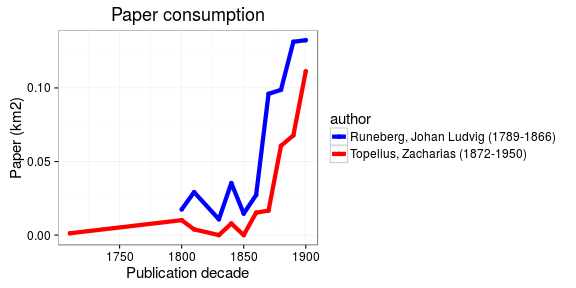 Paper consumption
Paper (km2)
0.10
0.05
0.00
1750 1800 1850 1900
Publication decade
author
Runeberg, Johan Ludvig (1789-1866)
Topelius, Zacharias (1872-1950)